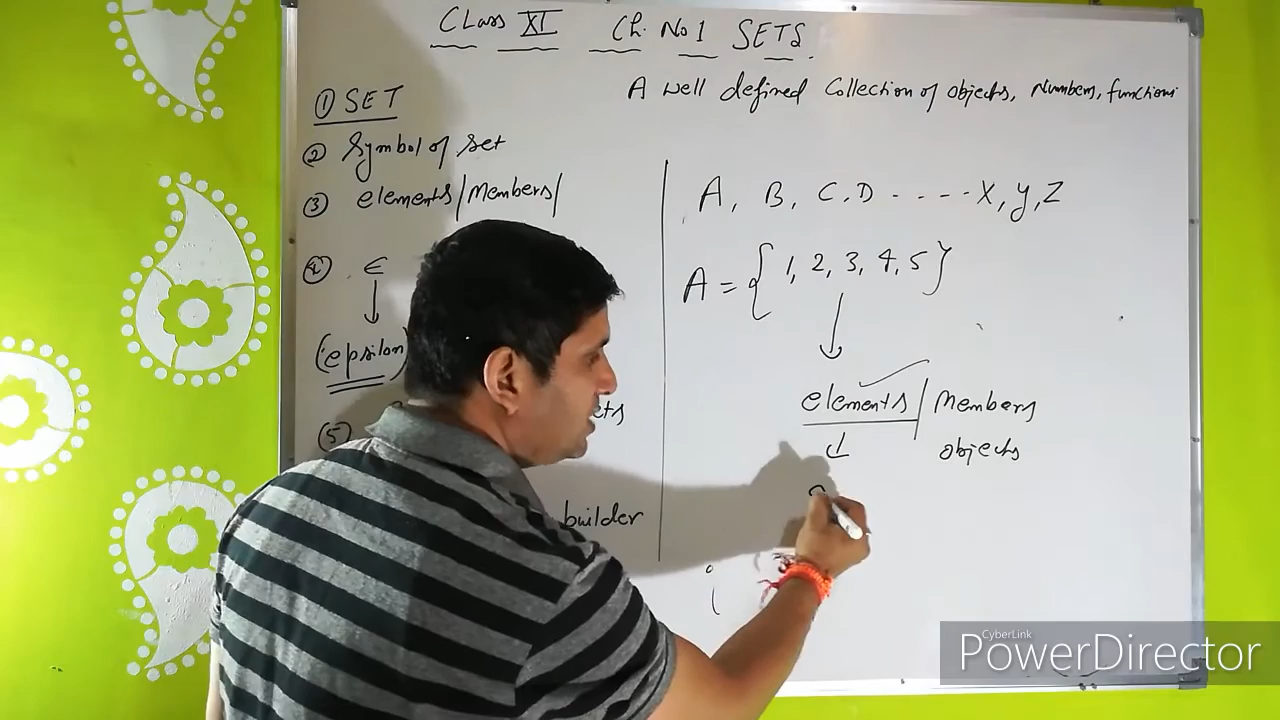 Class XI Ch. No 1 SETS
A well defined Collection of objects, Numbers, functions
① SET
② Symbol of set
③ elements/Members/
④ ∈
(epsilon)
⑤
builder
A, B, C, D ---- X, Y, Z
A = {1, 2, 3, 4, 5}
elements/Members
objects
CyberLink
PowerDirector